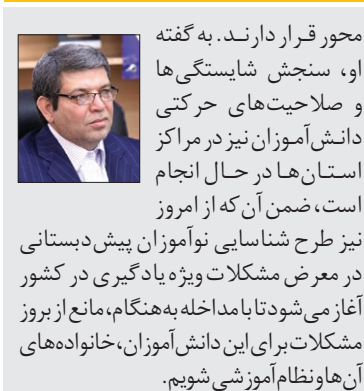 محور قرار دارند. به گفته
او، سنجش شایستگی‌ها
و صلاحیت‌های حرکتی
دانش‌آموزان نیز در مراکز
استان‌ها در حال انجام
است، ضمن آن که از امروز
نیز طرح شناسایی نوآموزان پیش‌دبستانی
در معرض مشکلات ویژه یادگیری در کشور
آغاز می‌شود تا با مداخله به‌هنگام، مانع از بروز
مشکلات برای این دانش‌آموزان، خانواده‌های
آن‌ها و نظام آموزشی شویم.